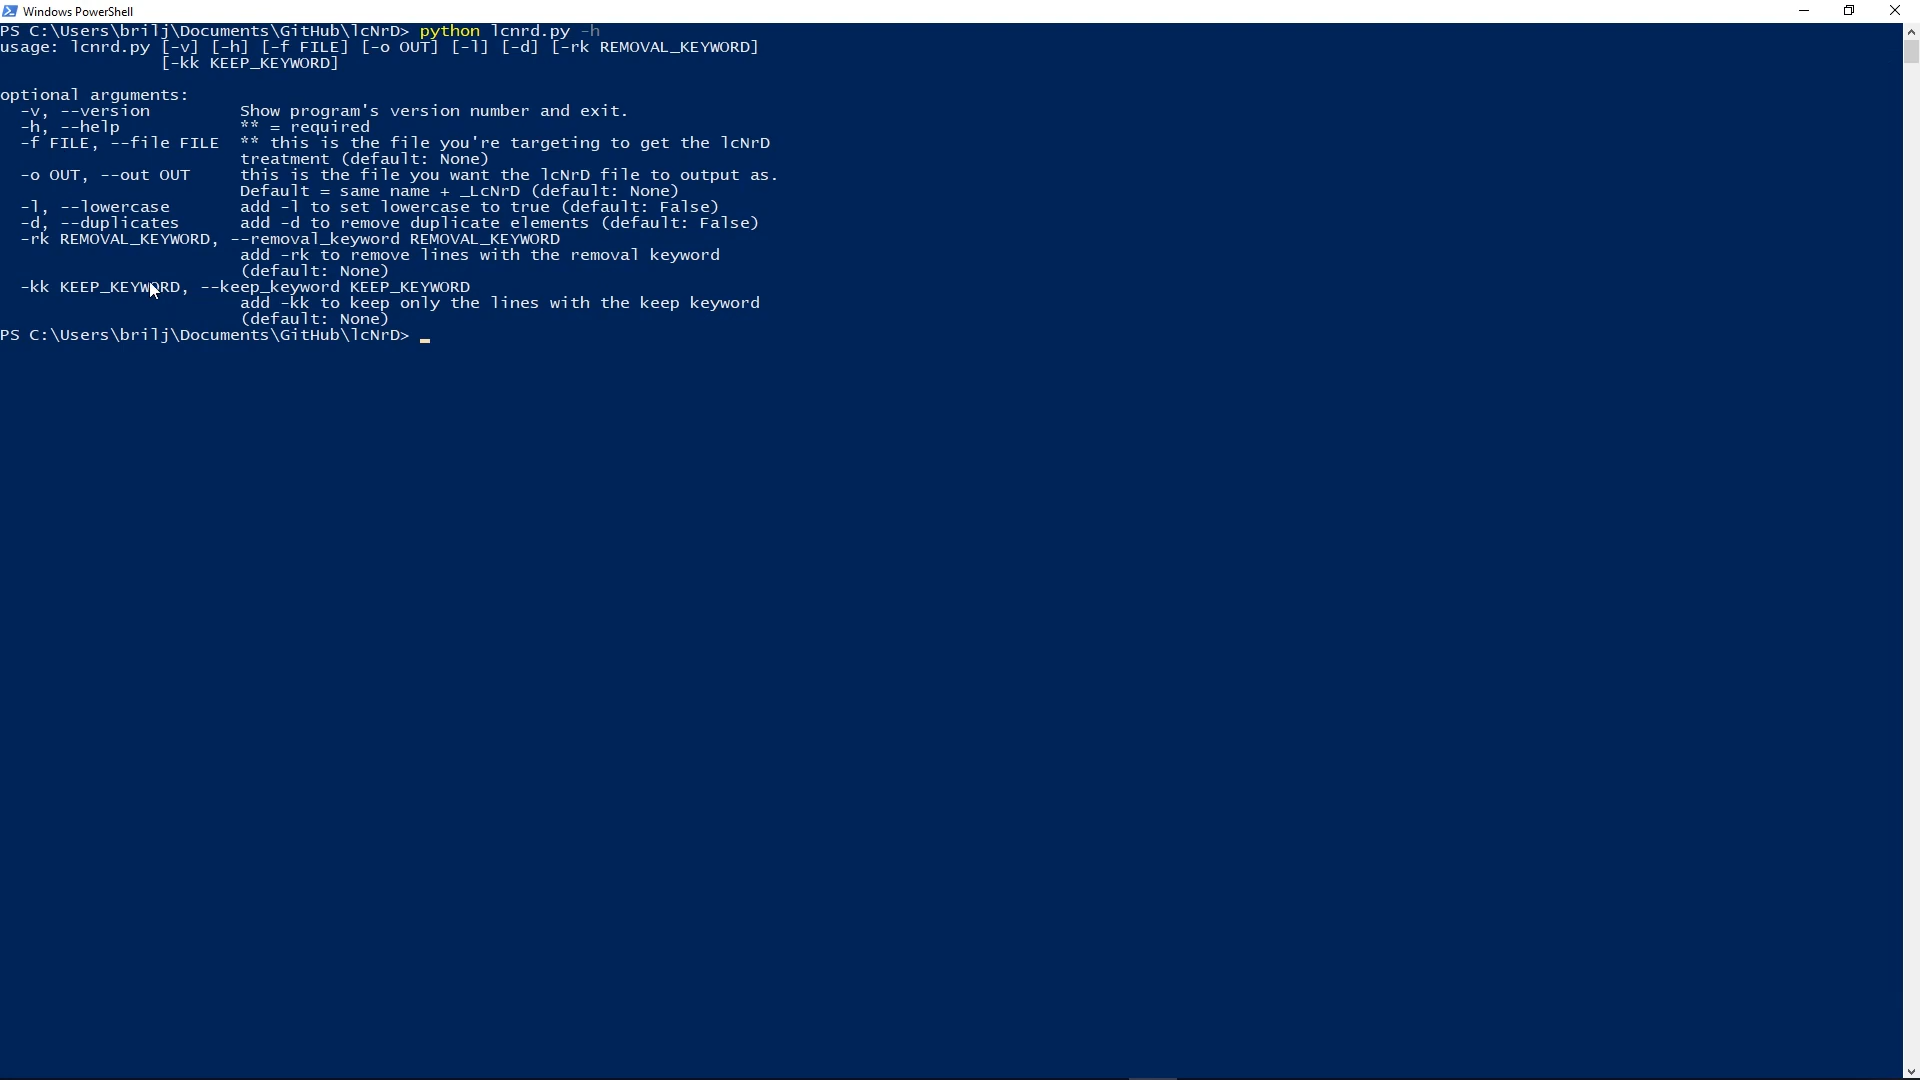 Windows PowerShell
PS C:\Users\brilj\Documents\GitHub\lcNrD> python lcnrd.py -h
usage: lcnrd.py [-v] [-h] [-f FILE] [-o OUT] [-l] [-d] [-rk REMOVAL_KEYWORD]
                [-kk KEEP_KEYWORD]
optional arguments:
  -v, --version         Show program's version number and exit.
  -h, --help            ** = required
  -f FILE, --file FILE  ** this is the file you're targeting to get the lcNrD
                        treatment (default: None)
  -o OUT, --out OUT     this is the file you want the lcNrD file to output as.
                        Default = same name + _LcNrD (default: None)
  -l, --lowercase       add -l to set lowercase to true (default: False)
  -d, --duplicates      add -d to remove duplicate elements (default: False)
  -rk REMOVAL_KEYWORD, --removal_keyword REMOVAL_KEYWORD
                        add -rk to remove lines with the removal keyword
                        (default: None)
  -kk KEEP_KEYWORD, --keep_keyword KEEP_KEYWORD
                        add -kk to keep only the lines with the keep keyword
                        (default: None)
PS C:\Users\brilj\Documents\GitHub\lcNrD>